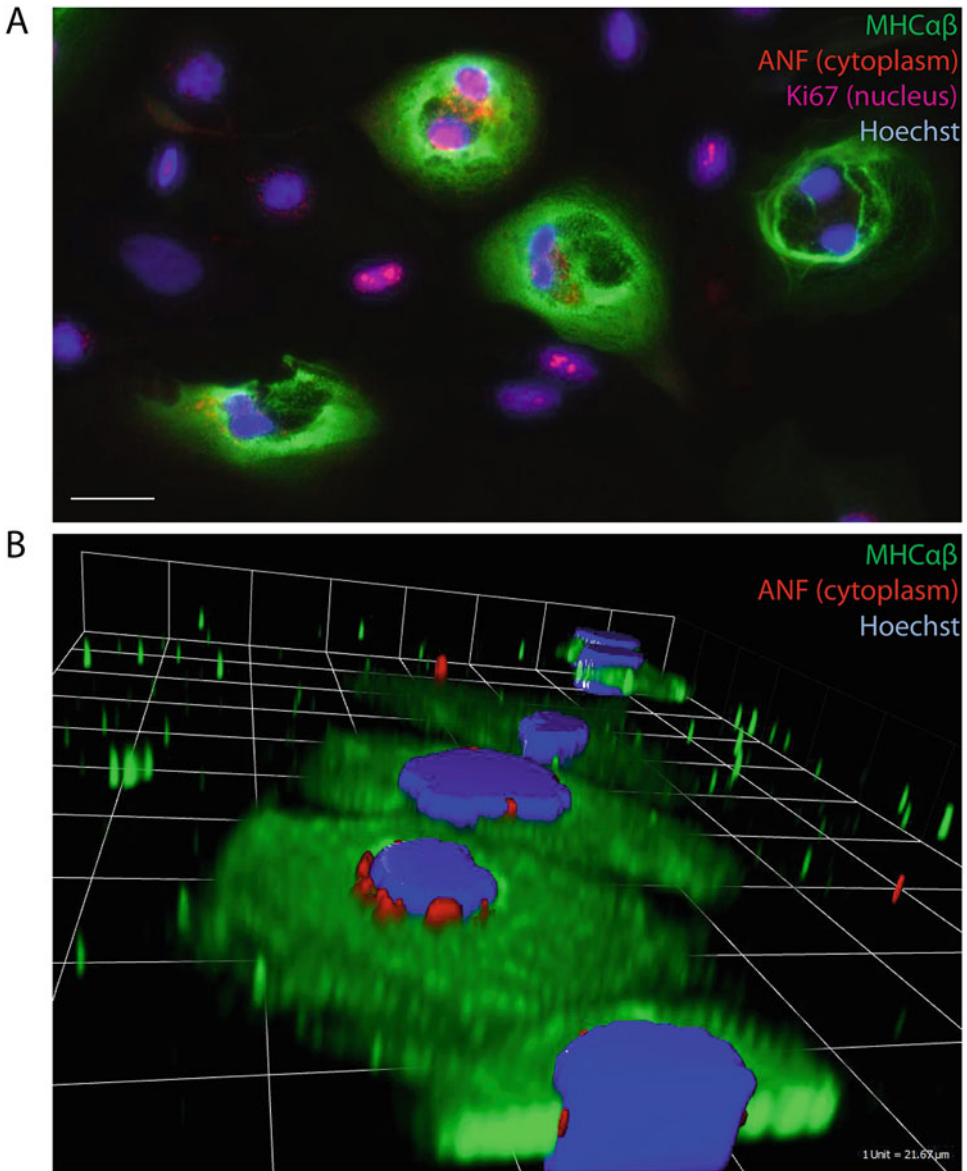 A
MHCαβ
ANF (cytoplasm)
Ki67 (nucleus)
Hoechst
B
MHCαβ
ANF (cytoplasm)
Hoechst
1 Unit = 21.67µm